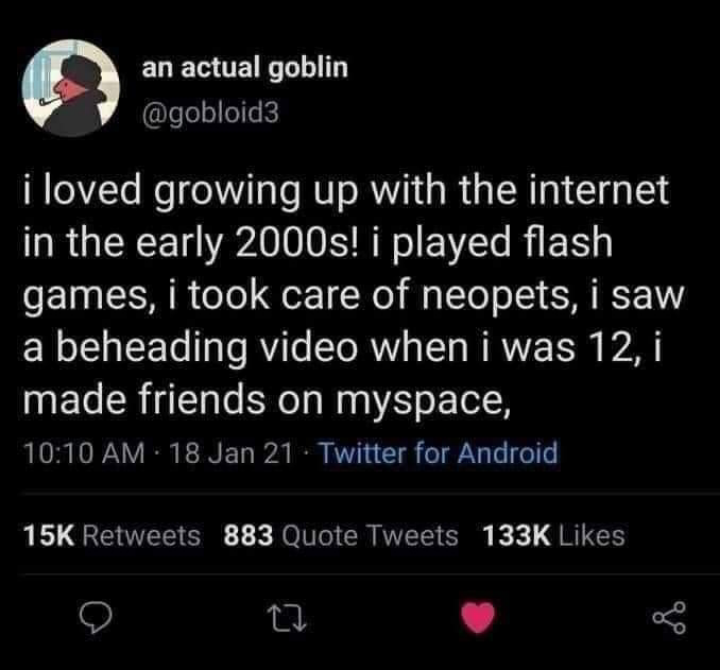 an actual goblin
@gobloid3
i loved growing up with the internet
in the early 2000s! i played flash
games, i took care of neopets, i saw
a beheading video when i was 12, i
made friends on myspace,
10:10 AM · 18 Jan 21 · Twitter for Android
15K Retweets 883 Quote Tweets 133K Likes